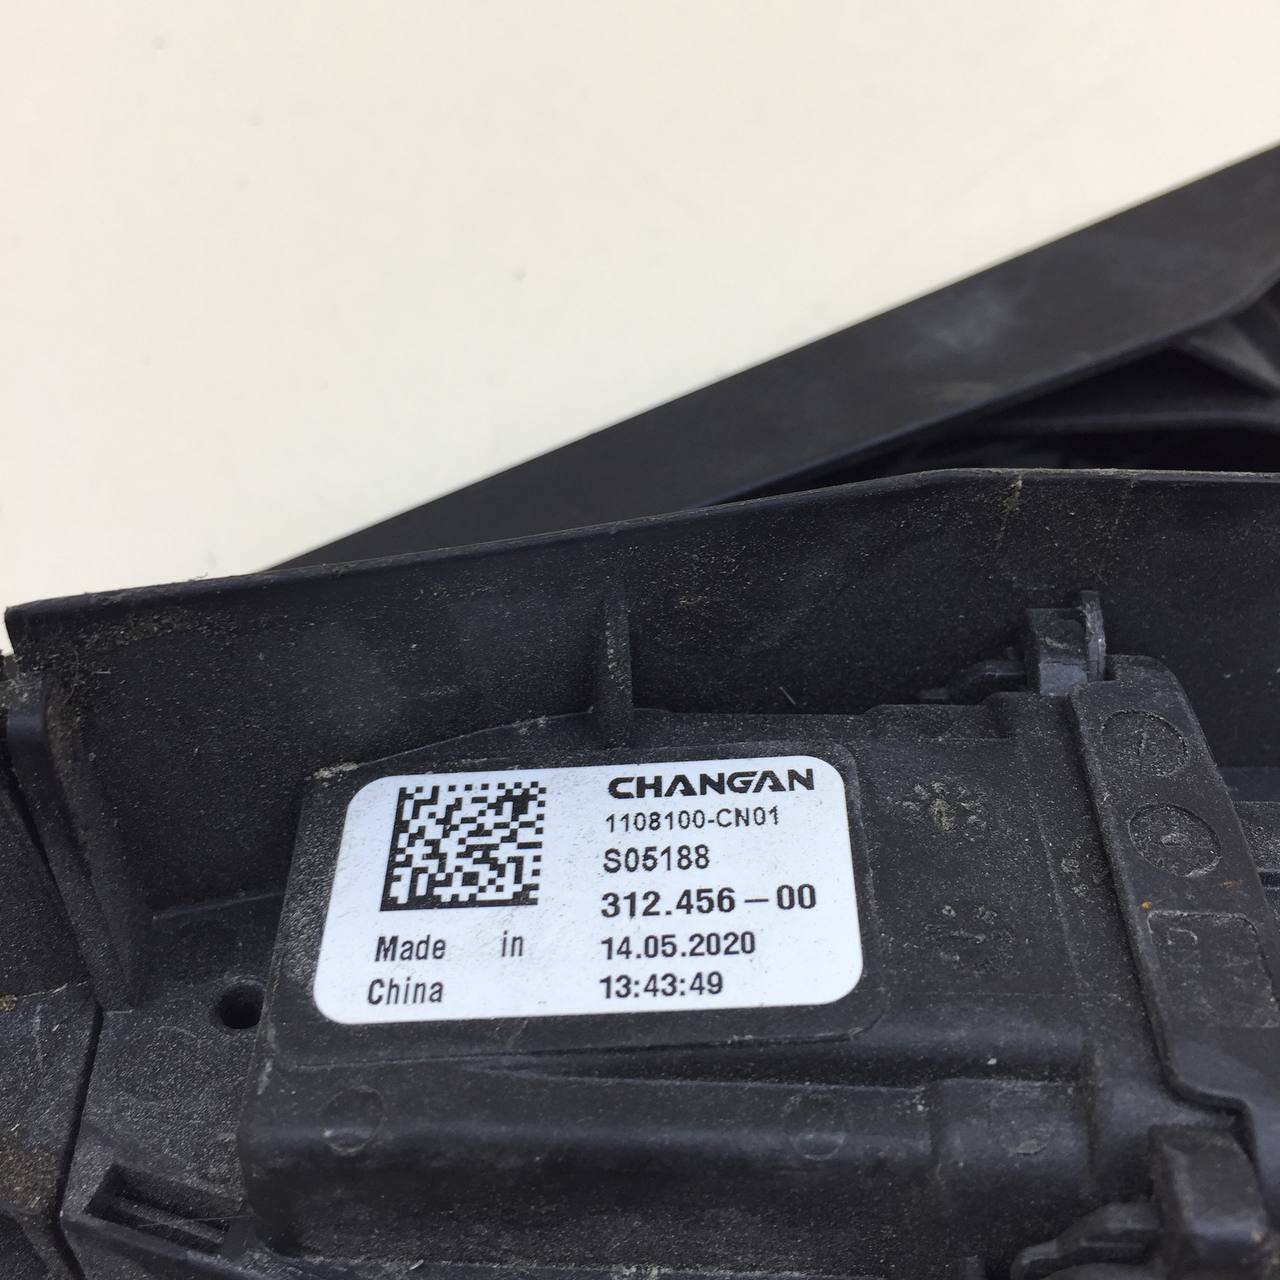 CHANGAN
1108100-CN01
S05188
312.456-00
Made in 14.05.2020
China 13:43:49